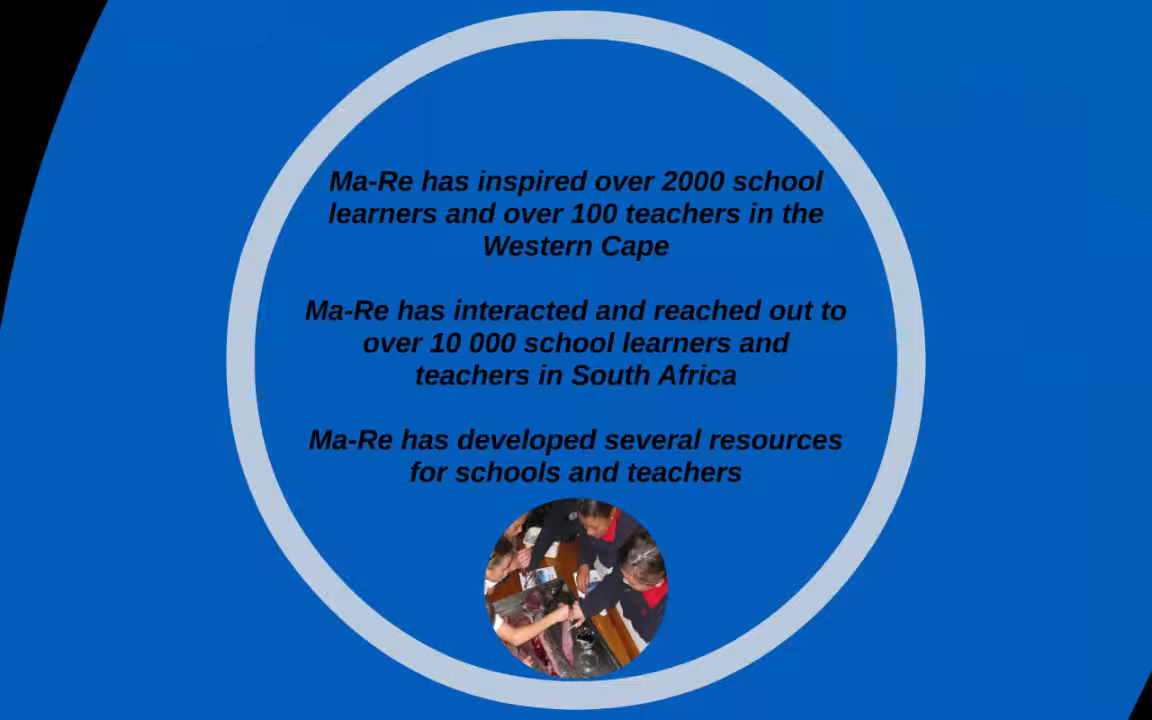 Ma-Re has inspired over 2000 school
learners and over 100 teachers in the
Western Cape
Ma-Re has interacted and reached out to
over 10 000 school learners and
teachers in South Africa
Ma-Re has developed several resources
for schools and teachers